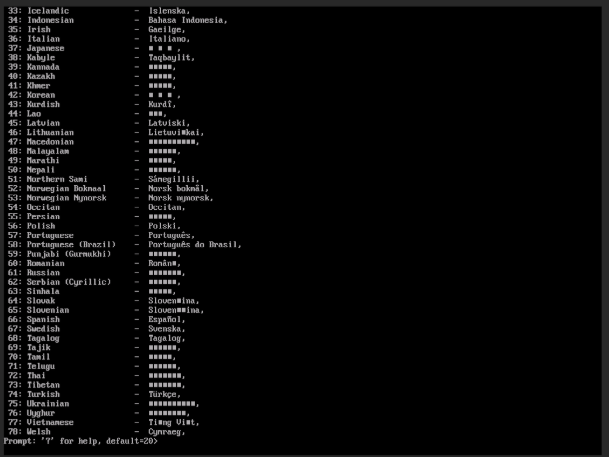 33: Icelandic - Íslenska,
34: Indonesian - Bahasa Indonesia,
35: Irish - Gaeilge,
36: Italian - Italiano,
37: Japanese - ■ ■ ■ ,
38: Kabyle - Taqbaylit,
39: Kannada - ■■■■■,
40: Kazakh - ■■■■■,
41: Khmer - ■■■■■,
42: Korean - ■ ■ ■ ,
43: Kurdish - Kurdî,
44: Lao - ■■■,
45: Latvian - Latviski,
46: Lithuanian - Lietuvi■kai,
47: Macedonian - ■■■■■■■■■■,
48: Malayalam - ■■■■■■,
49: Marathi - ■■■■■,
50: Nepali - ■■■■■■,
51: Northern Sami - Sámegillii,
52: Norwegian Bokmaal - Norsk bokmål,
53: Norwegian Nynorsk - Norsk nynorsk,
54: Occitan - Occitan,
55: Persian - ■■■■■,
56: Polish - Polski,
57: Portuguese - Português,
58: Portuguese (Brazil) - Português do Brasil,
59: Punjabi (Gurmukhi) - ■■■■■■,
60: Romanian - Român■,
61: Russian - ■■■■■■■,
62: Serbian (Cyrillic) - ■■■■■■,
63: Sinhala - ■■■■■,
64: Slovak - Sloven■ina,
65: Slovenian - Sloven■■ina,
66: Spanish - Español,
67: Swedish - Svenska,
68: Tagalog - Tagalog,
69: Tajik - ■■■■■■,
70: Tamil - ■■■■■,
71: Telugu - ■■■■■■,
72: Thai - ■■■■■■■,
73: Tibetan - ■■■■■■■,
74: Turkish - Türkçe,
75: Ukrainian - ■■■■■■■■■■,
76: Uyghur - ■■■■■■■■,
77: Vietnamese - Ti■ng Vi■t,
78: Welsh - Cymraeg,
Prompt: '?' for help, default=20>